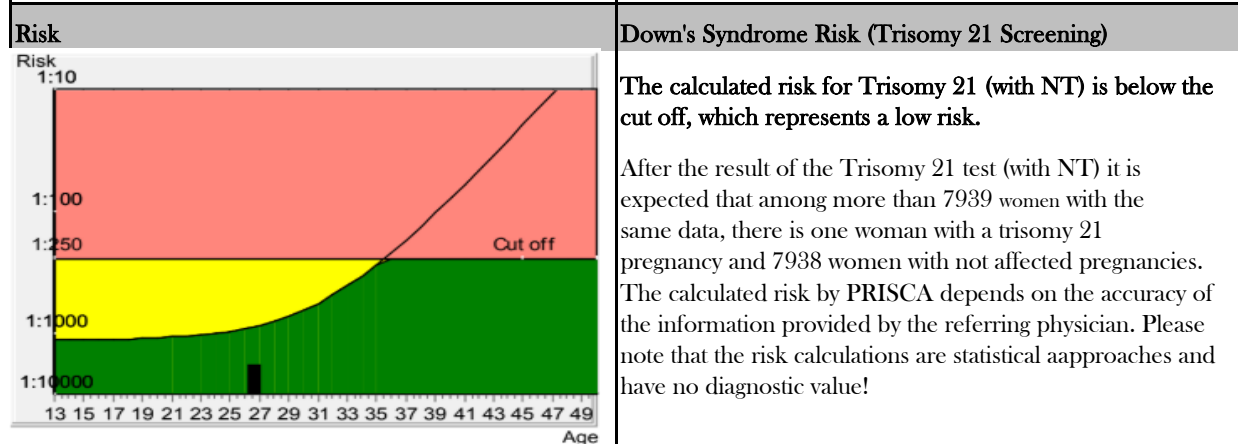 Risk
Risk
1:10
1:100
1:250
Cut off
1:1000
1:10000
13 15 17 19 21 23 25 27 29 31 33 35 37 39 41 43 45 47 49
Age
Down's Syndrome Risk (Trisomy 21 Screening)
The calculated risk for Trisomy 21 (with NT) is below the
cut off, which represents a low risk.
After the result of the Trisomy 21 test (with NT) it is
expected that among more than 7939 women with the
same data, there is one woman with a trisomy 21
pregnancy and 7938 women with not affected pregnancies.
The calculated risk by PRISCA depends on the accuracy of
the information provided by the referring physician. Please
note that the risk calculations are statistical aapproaches and
have no diagnostic value!